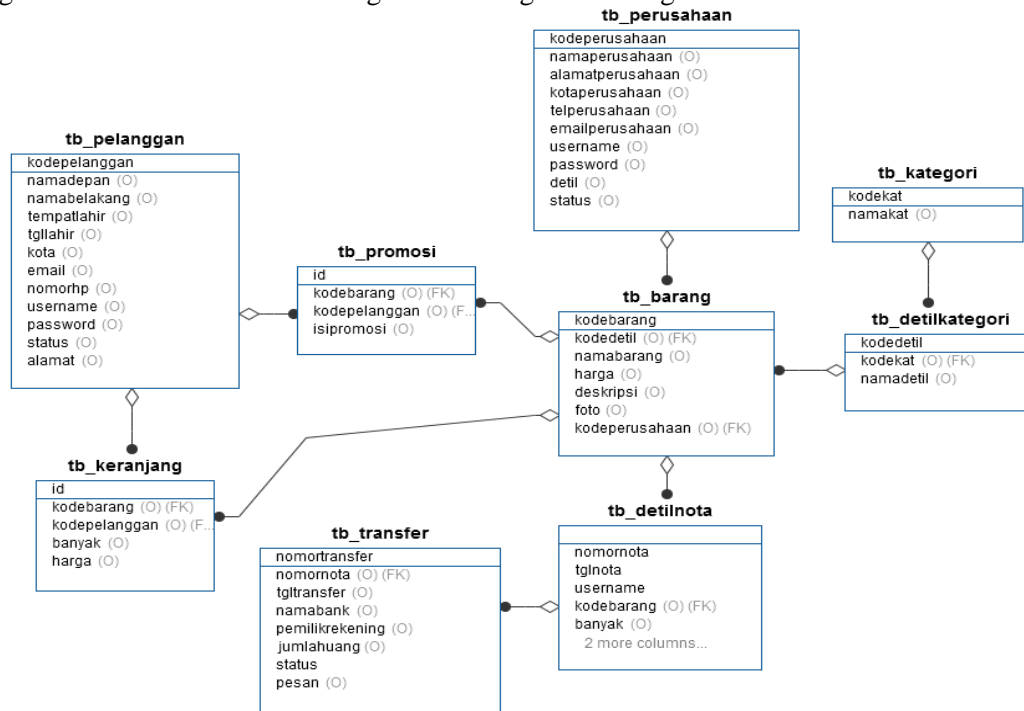 tb_perusahaan
kodeperusahaan
namaperusahaan (O)
alamatperusahaan (O)
kotaperusahaan (O)
telperusahaan (O)
emailperusahaan (O)
username (O)
password (O)
detil (O)
status (O)
tb_pelanggan
kodepelanggan
namadepan (O)
namabelakang (O)
tempatlahir (O)
tgllahir (O)
kota (O)
email (O)
nomorhp (O)
username (O)
password (O)
status (O)
alamat (O)
tb_kategori
kodekat
namakat (O)
tb_promosi
id
kodebarang (O) (FK)
kodepelanggan (O) (F...
isipromosi (O)
tb_barang
kodebarang
kodedetil (O) (FK)
namabarang (O)
harga (O)
deskripsi (O)
foto (O)
kodeperusahaan (O) (FK)
tb_detilkategori
kodedetil
kodekat (O) (FK)
namadetil (O)
tb_keranjang
id
kodebarang (O) (FK)
kodepelanggan (O) (F...
banyak (O)
harga (O)
tb_transfer
nomortransfer
nomornota (O) (FK)
tgltransfer (O)
namabank (O)
pemilikrekening (O)
jumlahuang (O)
status
pesan (O)
tb_detilnota
nomornota
tglnota
username
kodebarang (O) (FK)
banyak (O)
2 more columns...